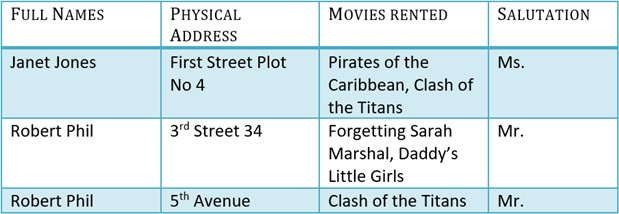 FULL NAMES PHYSICAL ADDRESS MOVIES RENTED SALUTATION
Janet Jones First Street Plot No 4 Pirates of the Caribbean, Clash of the Titans Ms.
Robert Phil 3rd Street 34 Forgetting Sarah Marshal, Daddy’s Little Girls Mr.
Robert Phil 5th Avenue Clash of the Titans Mr.